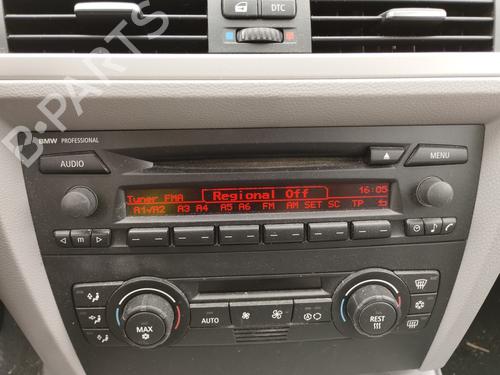 B-PARTS
DTC
BMW PROFESSIONAL
AUDIO
MENU
Tuner FMA
Regional Off
16:05
A1▾A2 A3 A4 A5 A6 FM AM SET SC TP
m
MAX
AUTO
REST